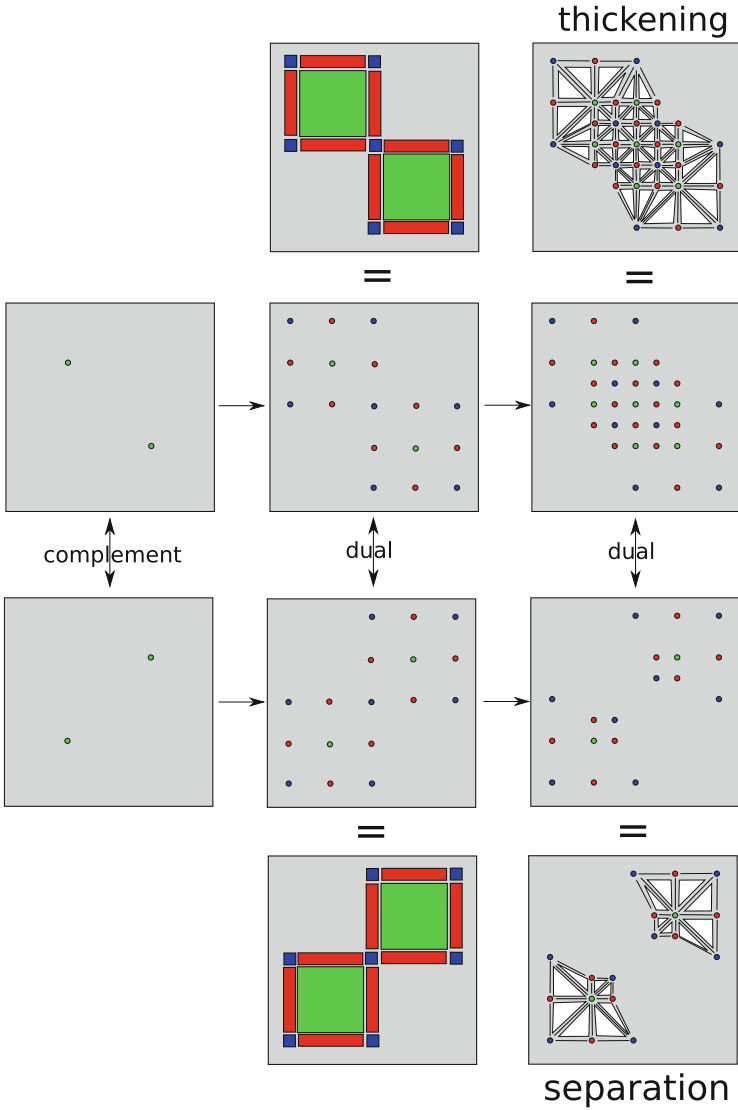 thickening
=
=
complement
dual
dual
=
=
separation